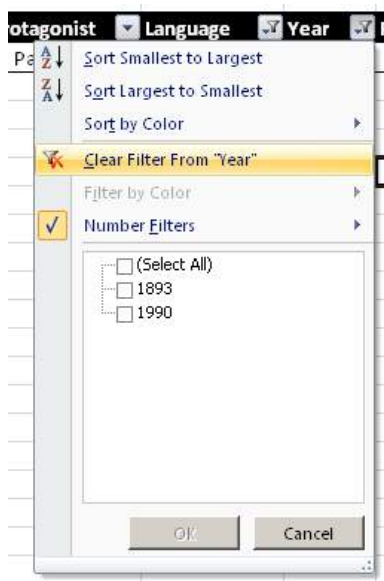 otagonist Language Year
Pa
Sort Smallest to Largest
Sort Largest to Smallest
Sort by Color
Clear Filter From "Year"
Filter by Color
Number Filters
(Select All)
1893
1990
OK Cancel